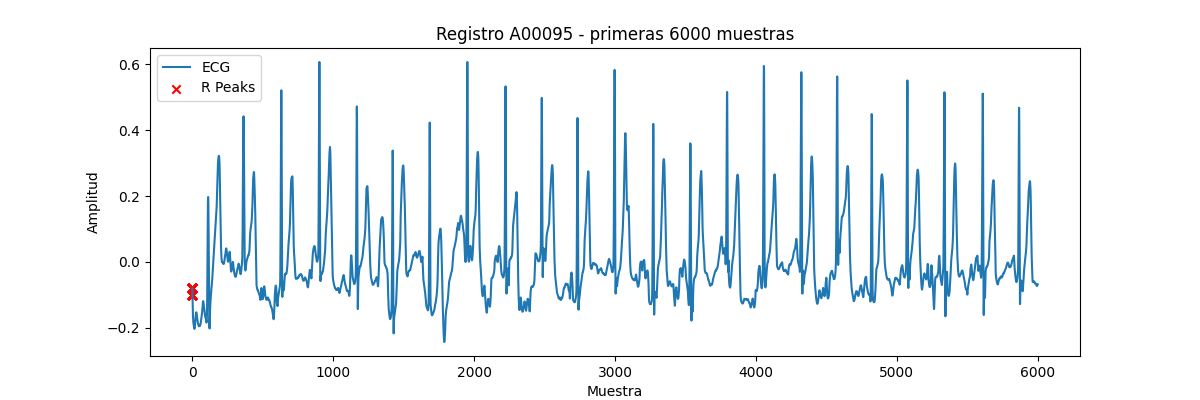 Registro A00095 - primeras 6000 muestras
ECG
R Peaks
0.6
0.4
0.2
0.0
−0.2
Amplitud
0 1000 2000 3000 4000 5000 6000
Muestra